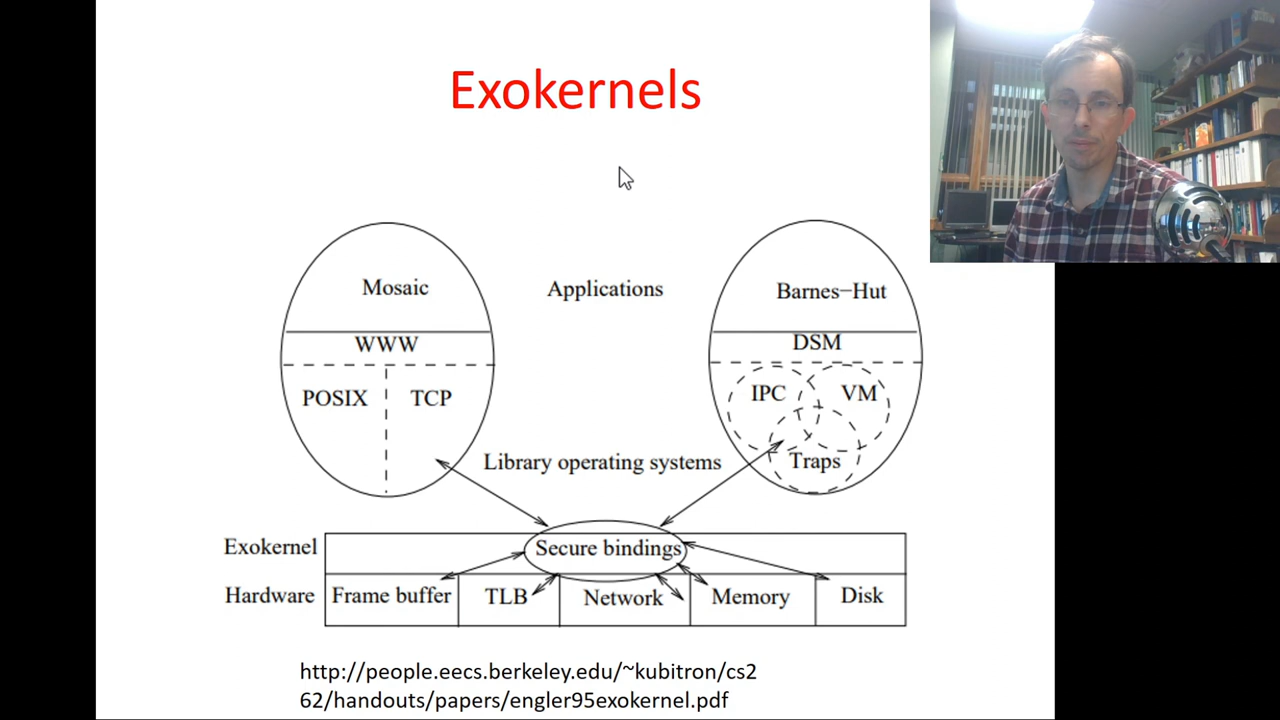 Exokernels
Mosaic
Applications
Barnes−Hut
WWW
DSM
POSIX
TCP
IPC
VM
Library operating systems
Traps
Exokernel
Secure bindings
Hardware
Frame buffer
TLB
Network
Memory
Disk
http://people.eecs.berkeley.edu/~kubitron/cs2
62/handouts/papers/engler95exokernel.pdf